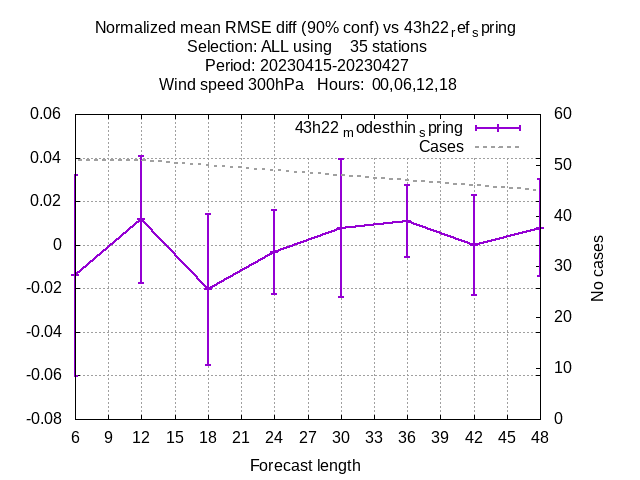 Normalized mean RMSE diff (90% conf) vs 43h22ᵣefₛpring
Selection: ALL using    35 stations
Period: 20230415-20230427
Wind speed 300hPa   Hours:  00,06,12,18
43h22ₘodesthinₛpring
Cases
0.06
0.04
0.02
0
-0.02
-0.04
-0.06
-0.08
60
50
40
30
20
10
0
No cases
6 9 12 15 18 21 24 27 30 33 36 39 42 45 48
Forecast length